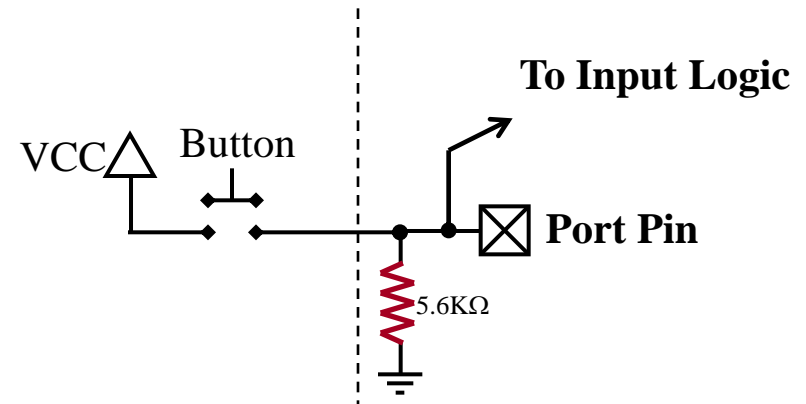 To Input Logic
VCC
Button
Port Pin
5.6KΩ